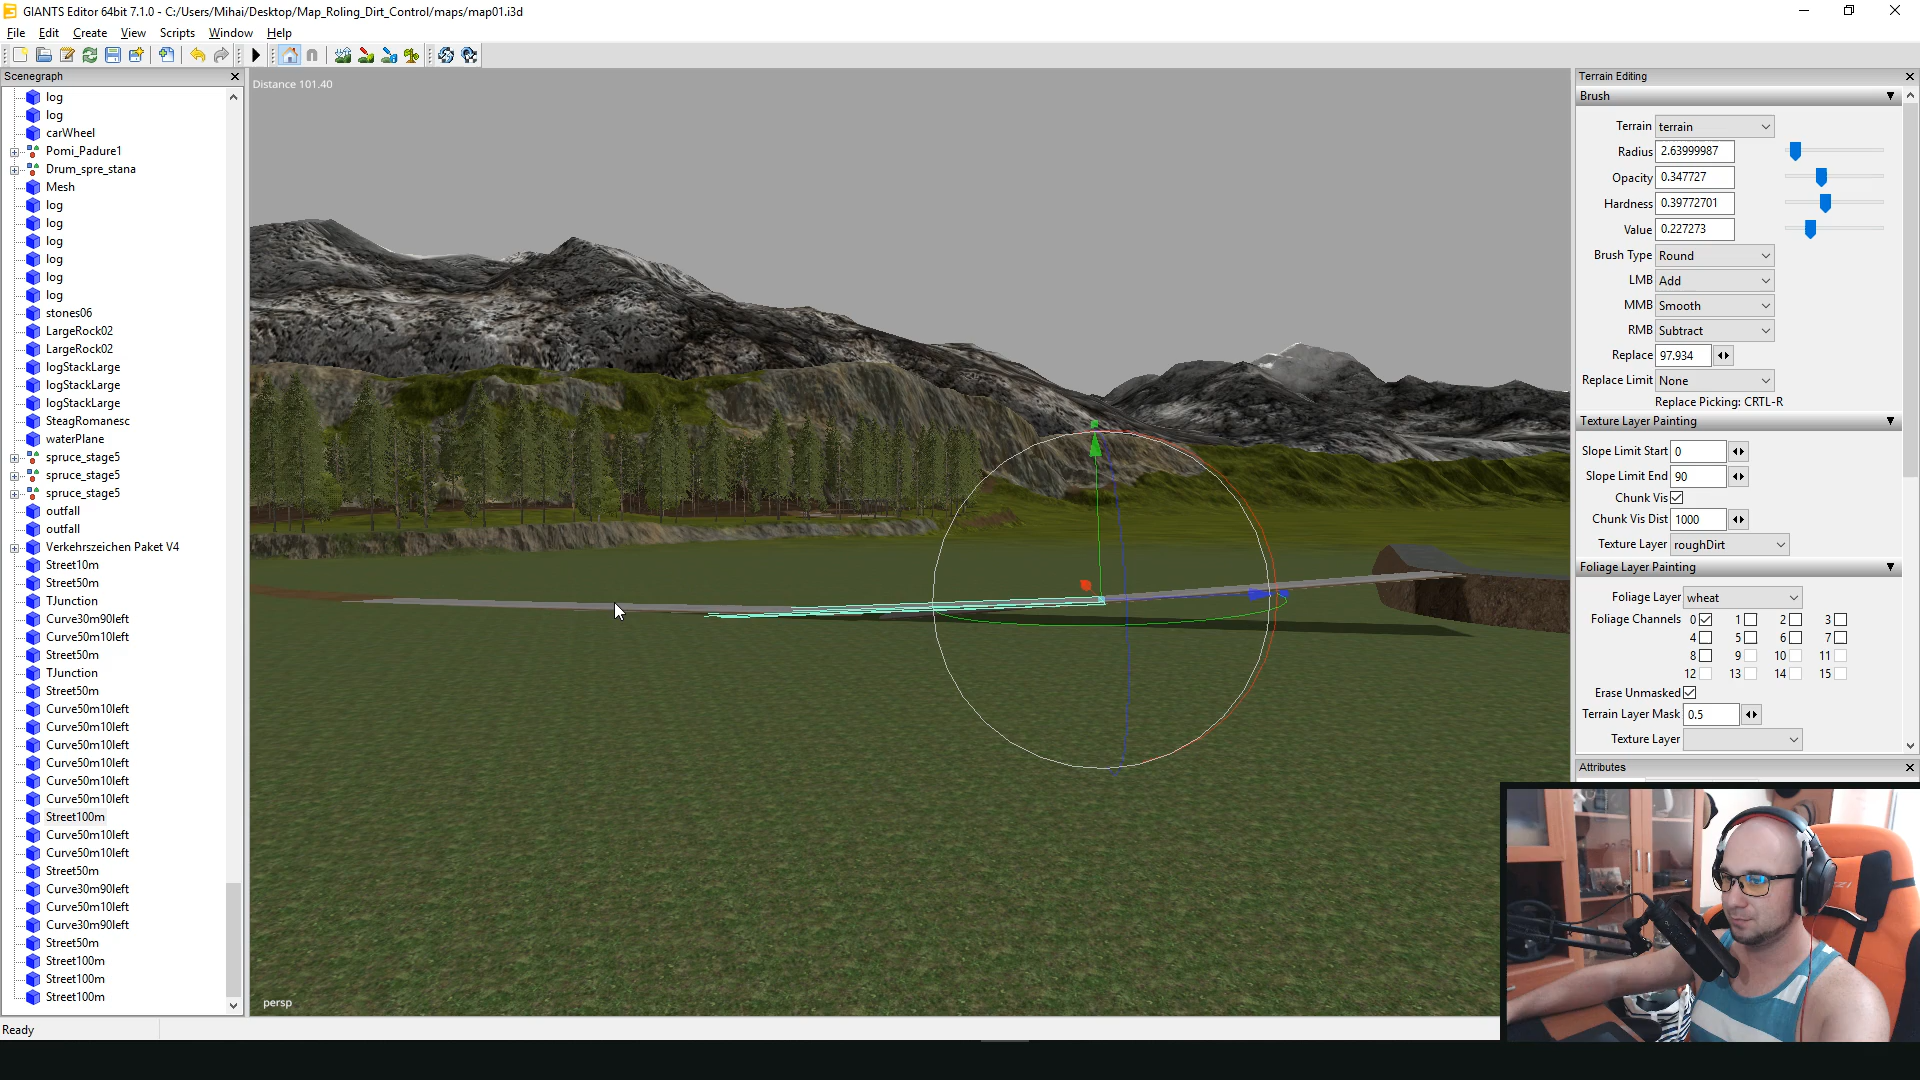 GIANTS Editor 64bit 7.1.0 - C:/Users/Mihai/Desktop/Map_Roling_Dirt_Control/maps/map01.i3d
File Edit Create View Scripts Window Help
Scenegraph
log
log
carWheel
Pomi_Padure1
Drum_spre_stana
Mesh
log
log
log
log
log
log
stones06
LargeRock02
LargeRock02
logStackLarge
logStackLarge
logStackLarge
SteagRomanesc
waterPlane
spruce_stage5
spruce_stage5
spruce_stage5
outfall
outfall
Verkehrszeichen Paket V4
Street10m
Street50m
TJunction
Curve30m90left
Curve50m10left
Street50m
TJunction
Street50m
Curve50m10left
Curve50m10left
Curve50m10left
Curve50m10left
Curve50m10left
Curve50m10left
Street100m
Curve50m10left
Curve50m10left
Street50m
Curve30m90left
Curve50m10left
Curve30m90left
Street50m
Street100m
Street100m
Street100m
Ready
Distance 101.40
persp
Terrain Editing
Brush
Terrain terrain
Radius 2.63999987
Opacity 0.347727
Hardness 0.39772701
Value 0.227273
Brush Type Round
LMB Add
MMB Smooth
RMB Subtract
Replace 97.934
Replace Limit None
Replace Picking: CRTL-R
Texture Layer Painting
Slope Limit Start 0
Slope Limit End 90
Chunk Vis
Chunk Vis Dist 1000
Texture Layer roughDirt
Foliage Layer Painting
Foliage Layer wheat
Foliage Channels 0 1 2 3
4 5 6 7
8 9 10 11
12 13 14 15
Erase Unmasked
Terrain Layer Mask 0.5
Texture Layer
Attributes